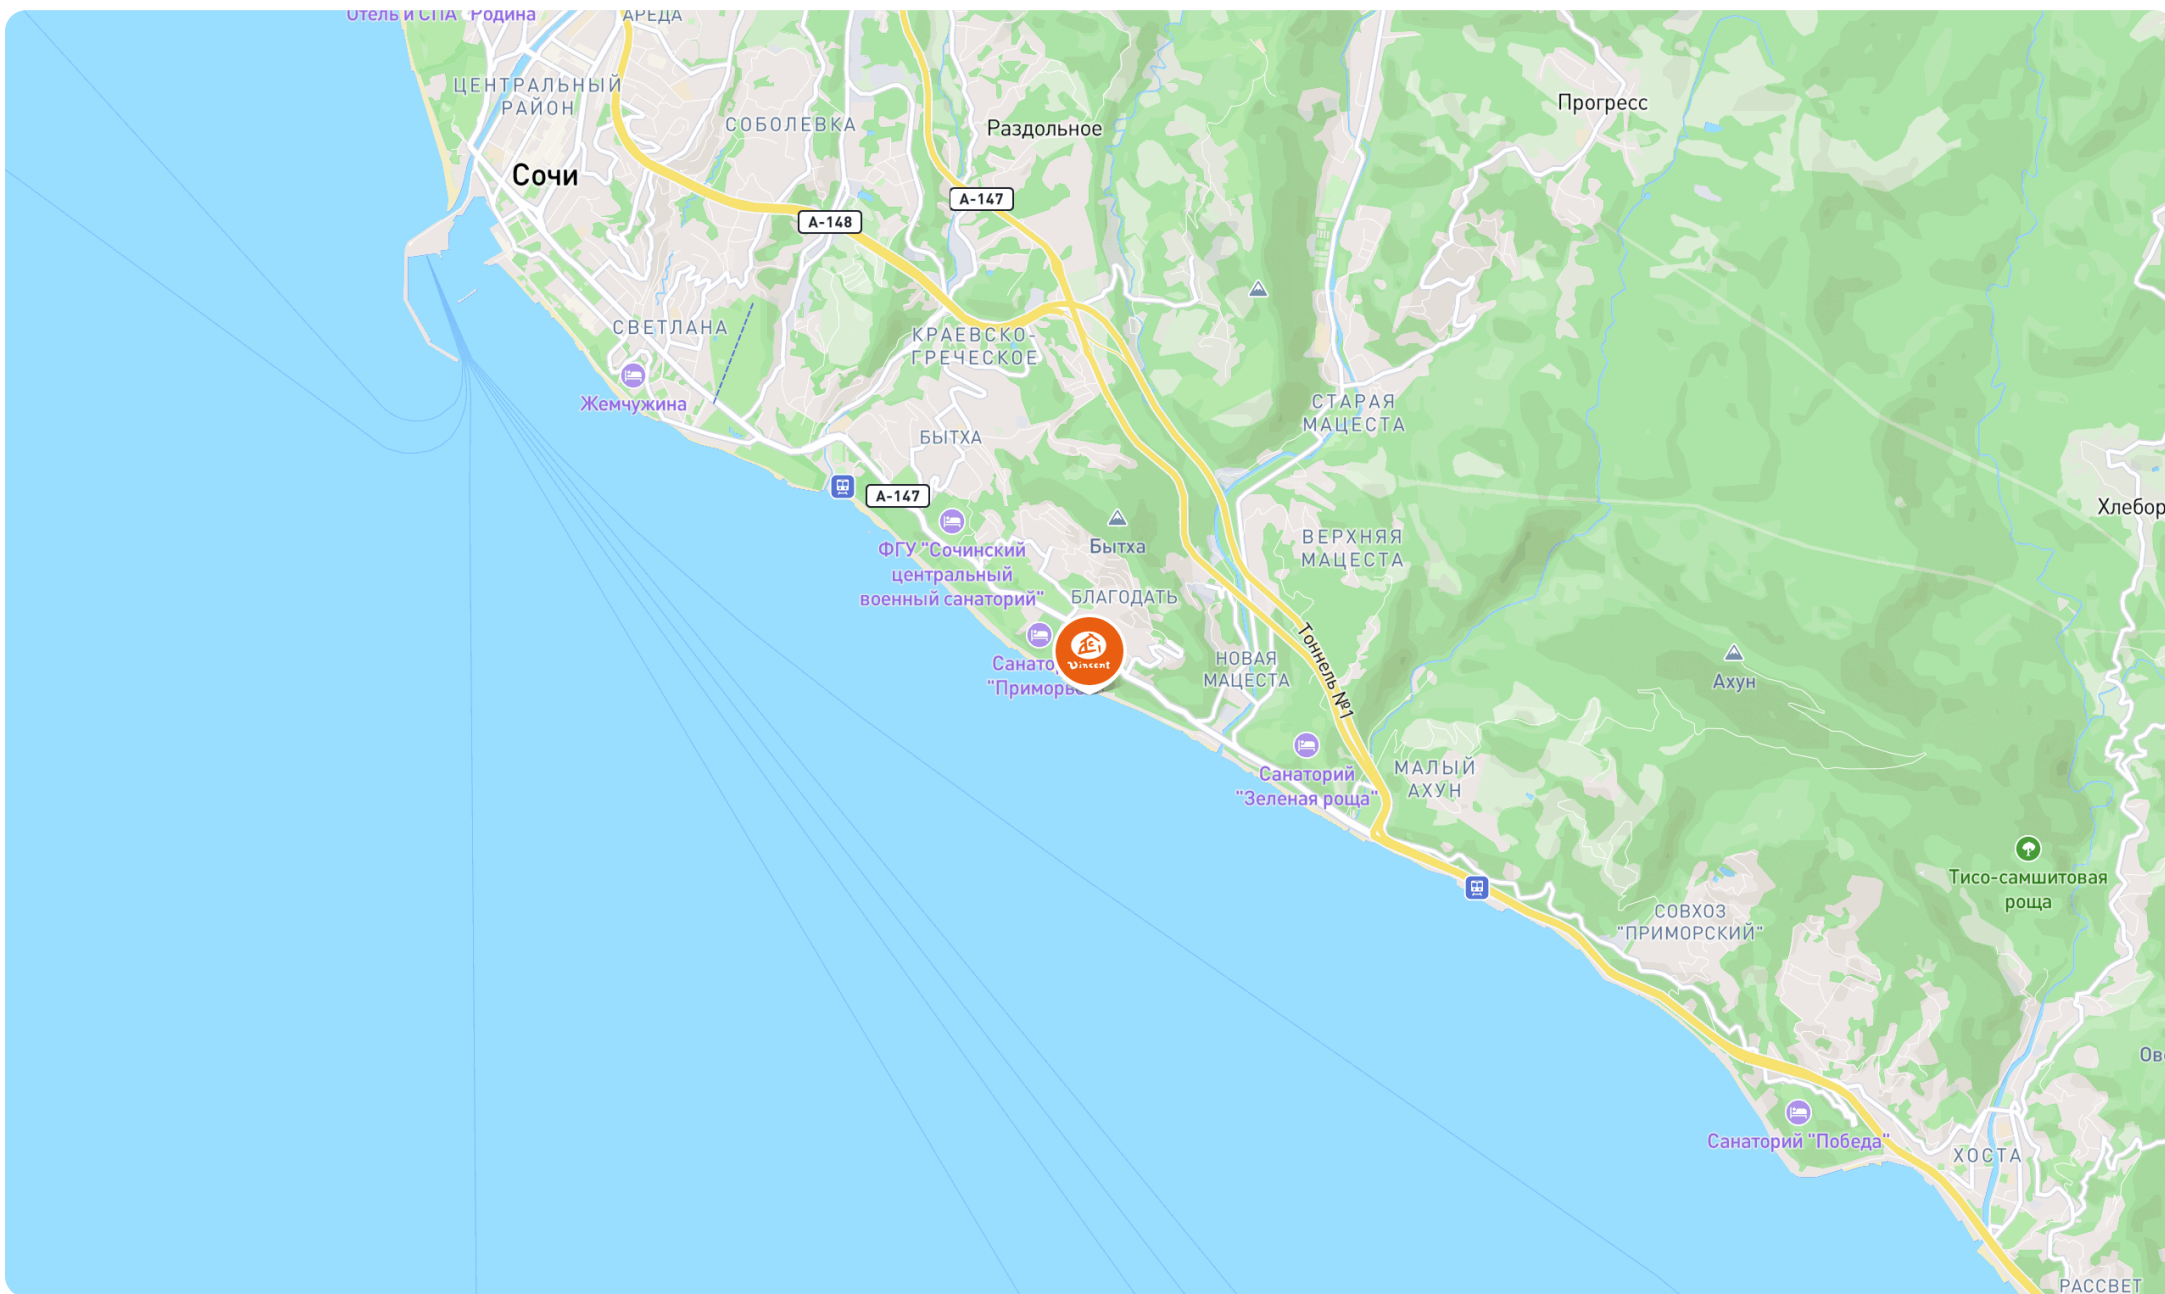 Отель и СПА "Родина
АРЕДА
ЦЕНТРАЛЬНЫЙ
РАЙОН
СОБОЛЕВКА
Раздольное
Прогресс
Сочи
А-147
А-148
СВЕТЛАНА
КРАЕВСКО-
ГРЕЧЕСКОЕ
Жемчужина
СТАРАЯ
МАЦЕСТА
БЫТХА
А-147
Хлебор
ФГУ "Сочинский
центральный
военный санаторий"
Бытха
ВЕРХНЯЯ
МАЦЕСТА
БЛАГОДАТЬ
Vincent
Санато
"Приморь
НОВАЯ
МАЦЕСТА
Тоннель №1
Ахун
Санаторий
"Зеленая роща"
МАЛЫЙ
АХУН
Тисо-самшитовая
роща
СОВХОЗ
"ПРИМОРСКИЙ"
Ов
Санаторий "Победа"
ХОСТА
РАССВЕТ